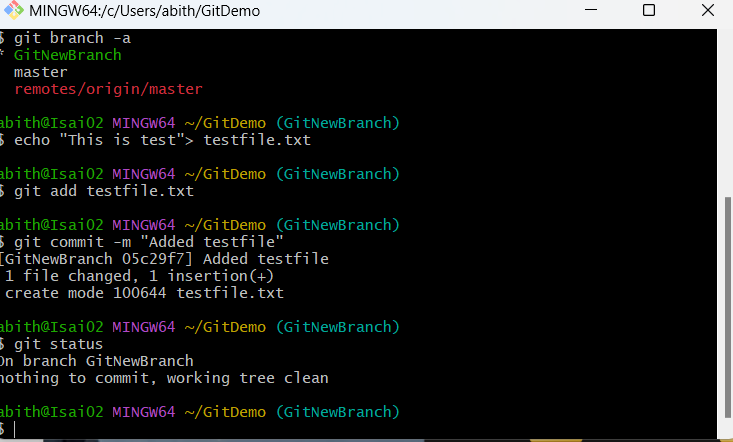 MINGW64:/c/Users/abith/GitDemo
$ git branch -a
* GitNewBranch
  master
  remotes/origin/master
abith@Isai02 MINGW64 ~/GitDemo (GitNewBranch)
$ echo "This is test"> testfile.txt
abith@Isai02 MINGW64 ~/GitDemo (GitNewBranch)
$ git add testfile.txt
abith@Isai02 MINGW64 ~/GitDemo (GitNewBranch)
$ git commit -m "Added testfile"
[GitNewBranch 05c29f7] Added testfile
 1 file changed, 1 insertion(+)
 create mode 100644 testfile.txt
abith@Isai02 MINGW64 ~/GitDemo (GitNewBranch)
$ git status
On branch GitNewBranch
nothing to commit, working tree clean
abith@Isai02 MINGW64 ~/GitDemo (GitNewBranch)
$